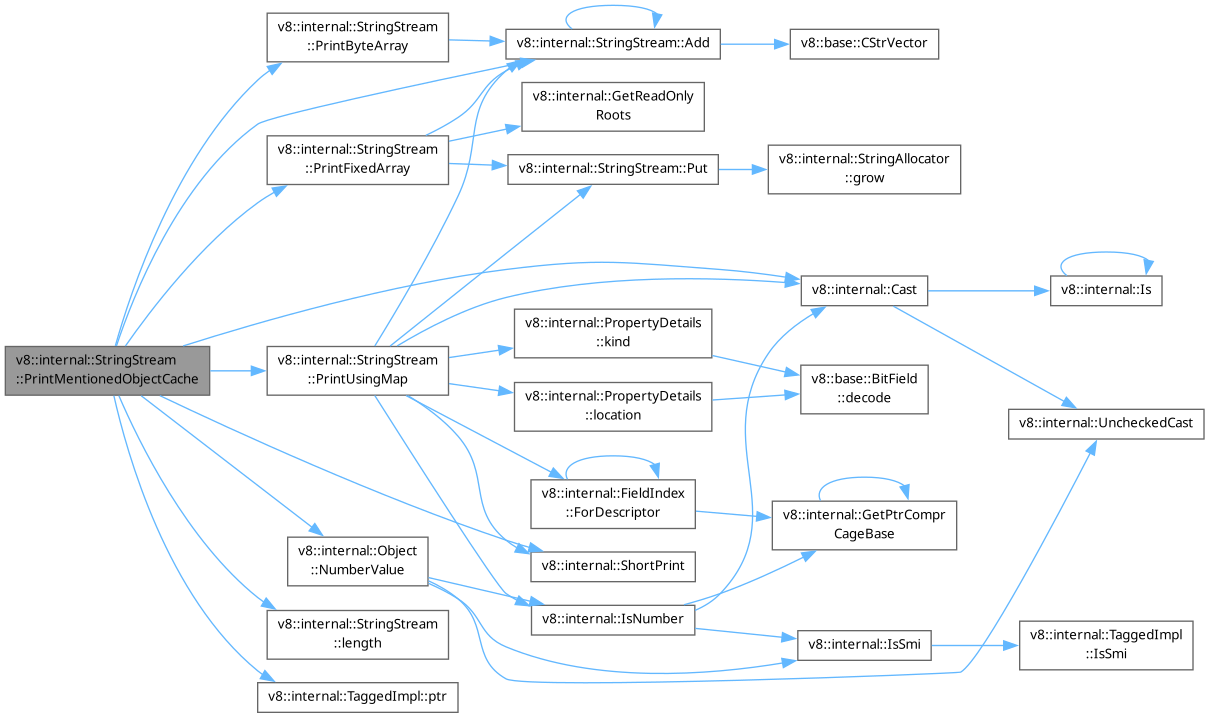 v8::internal::StringStream
::PrintMentionedObjectCache
v8::internal::StringStream
::PrintByteArray
v8::internal::StringStream::Add
v8::base::CStrVector
v8::internal::GetReadOnly
Roots
v8::internal::StringStream
::PrintFixedArray
v8::internal::StringStream::Put
v8::internal::StringAllocator
::grow
v8::internal::Cast
v8::internal::Is
v8::internal::StringStream
::PrintUsingMap
v8::internal::PropertyDetails
::kind
v8::internal::PropertyDetails
::location
v8::base::BitField
::decode
v8::internal::UncheckedCast
v8::internal::FieldIndex
::ForDescriptor
v8::internal::GetPtrCompr
CageBase
v8::internal::Object
::NumberValue
v8::internal::ShortPrint
v8::internal::IsNumber
v8::internal::StringStream
::length
v8::internal::IsSmi
v8::internal::TaggedImpl
::IsSmi
v8::internal::TaggedImpl::ptr